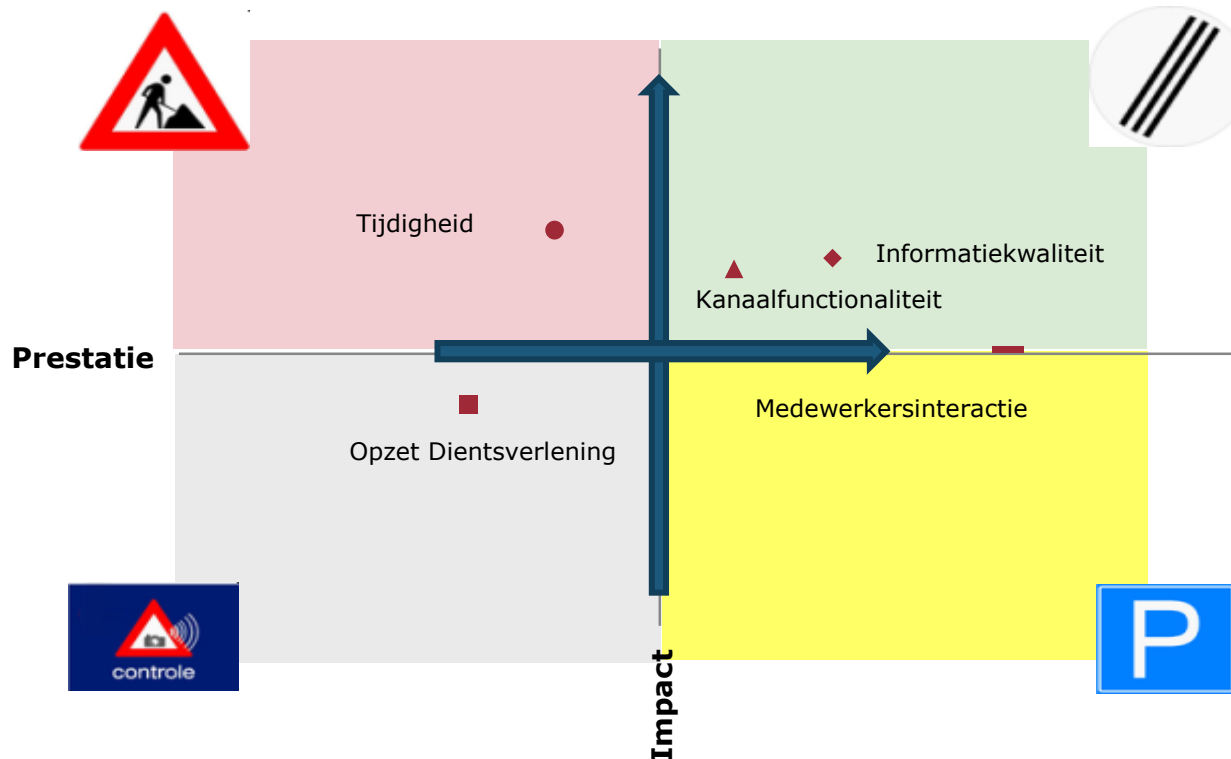 Tijdigheid
Informatiekwaliteit
Kanaalfunctionaliteit
Prestatie
Medewerkersinteractie
Opzet Dientsverlening
controle
P
Impact